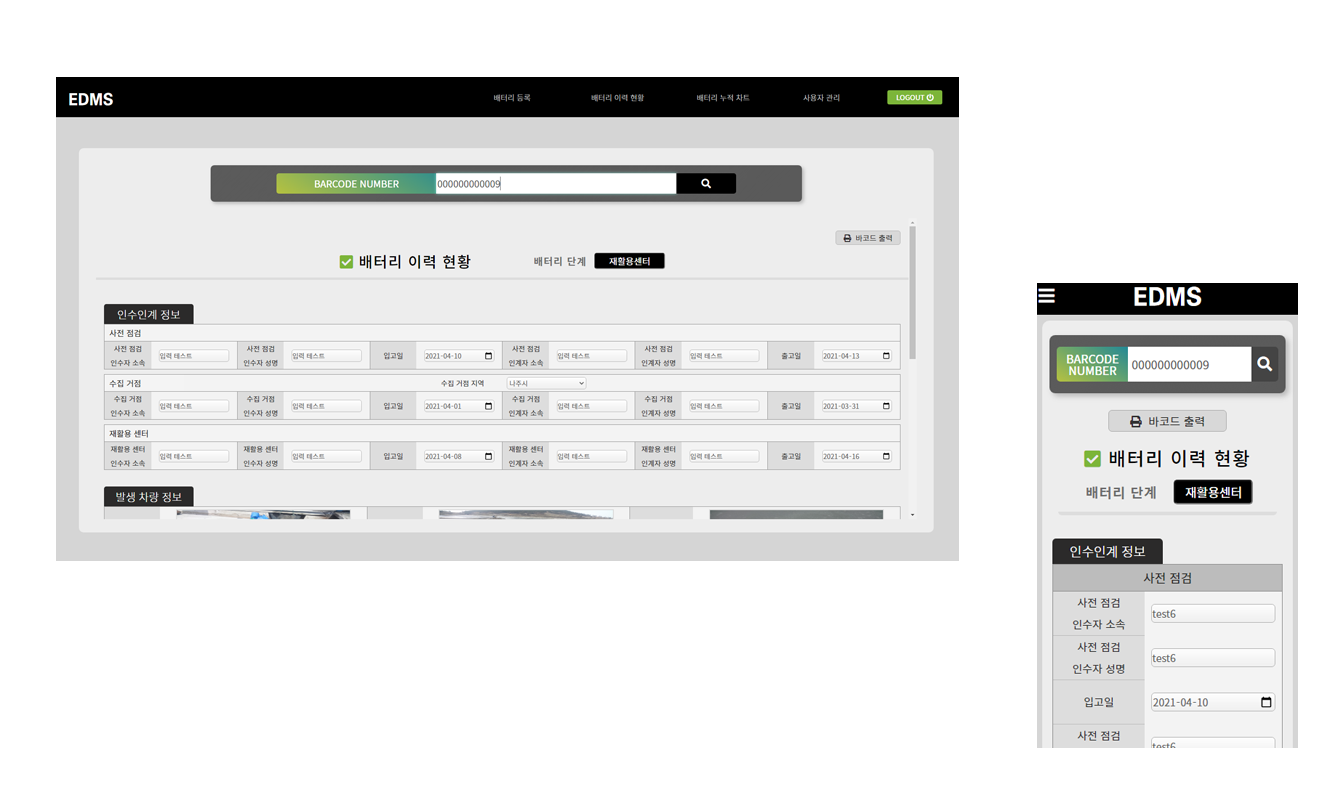 EDMS 배터리 등록 배터리 이력 현황 배터리 누적 차트 사용자 관리 LOGOUT
BARCODE NUMBER 000000000009
바코드 출력
배터리 이력 현황 배터리 단계 재활용센터
인수인계 정보
사전 점검
사전 점검 인수자 소속 입력 테스트 사전 점검 인수자 성명 입력 테스트 입고일 2021-04-10 사전 점검 인계자 소속 입력 테스트 사전 점검 인계자 성명 입력 테스트 출고일 2021-04-13
수집 거점 수집 거점 지역 나주시
수집 거점 인수자 소속 입력 테스트 수집 거점 인수자 성명 입력 테스트 입고일 2021-04-01 수집 거점 인계자 소속 입력 테스트 수집 거점 인계자 성명 입력 테스트 출고일 2021-03-31
재활용 센터
재활용 센터 인수자 소속 입력 테스트 재활용 센터 인수자 성명 입력 테스트 입고일 2021-04-08 재활용 센터 인계자 소속 입력 테스트 재활용 센터 인계자 성명 입력 테스트 출고일 2021-04-16
발생 차량 정보
EDMS
BARCODE
NUMBER
000000000009
바코드 출력
배터리 이력 현황
배터리 단계 재활용센터
인수인계 정보
사전 점검
사전 점검
인수자 소속
test6
사전 점검
인수자 성명
test6
입고일 2021-04-10
사전 점검
test6